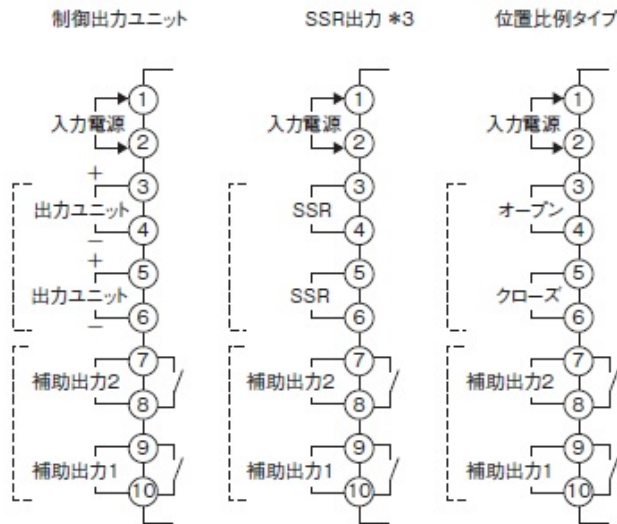 制御出力ユニット
入力電源
1
2
+
出力ユニット
−
3
4
+
出力ユニット
−
5
6
補助出力2
7
8
補助出力1
9
10
SSR出力 *3
入力電源
1
2
SSR
3
4
SSR
5
6
補助出力2
7
8
補助出力1
9
10
位置比例タイプ
入力電源
1
2
オープン
3
4
クローズ
5
6
補助出力2
7
8
補助出力1
9
10